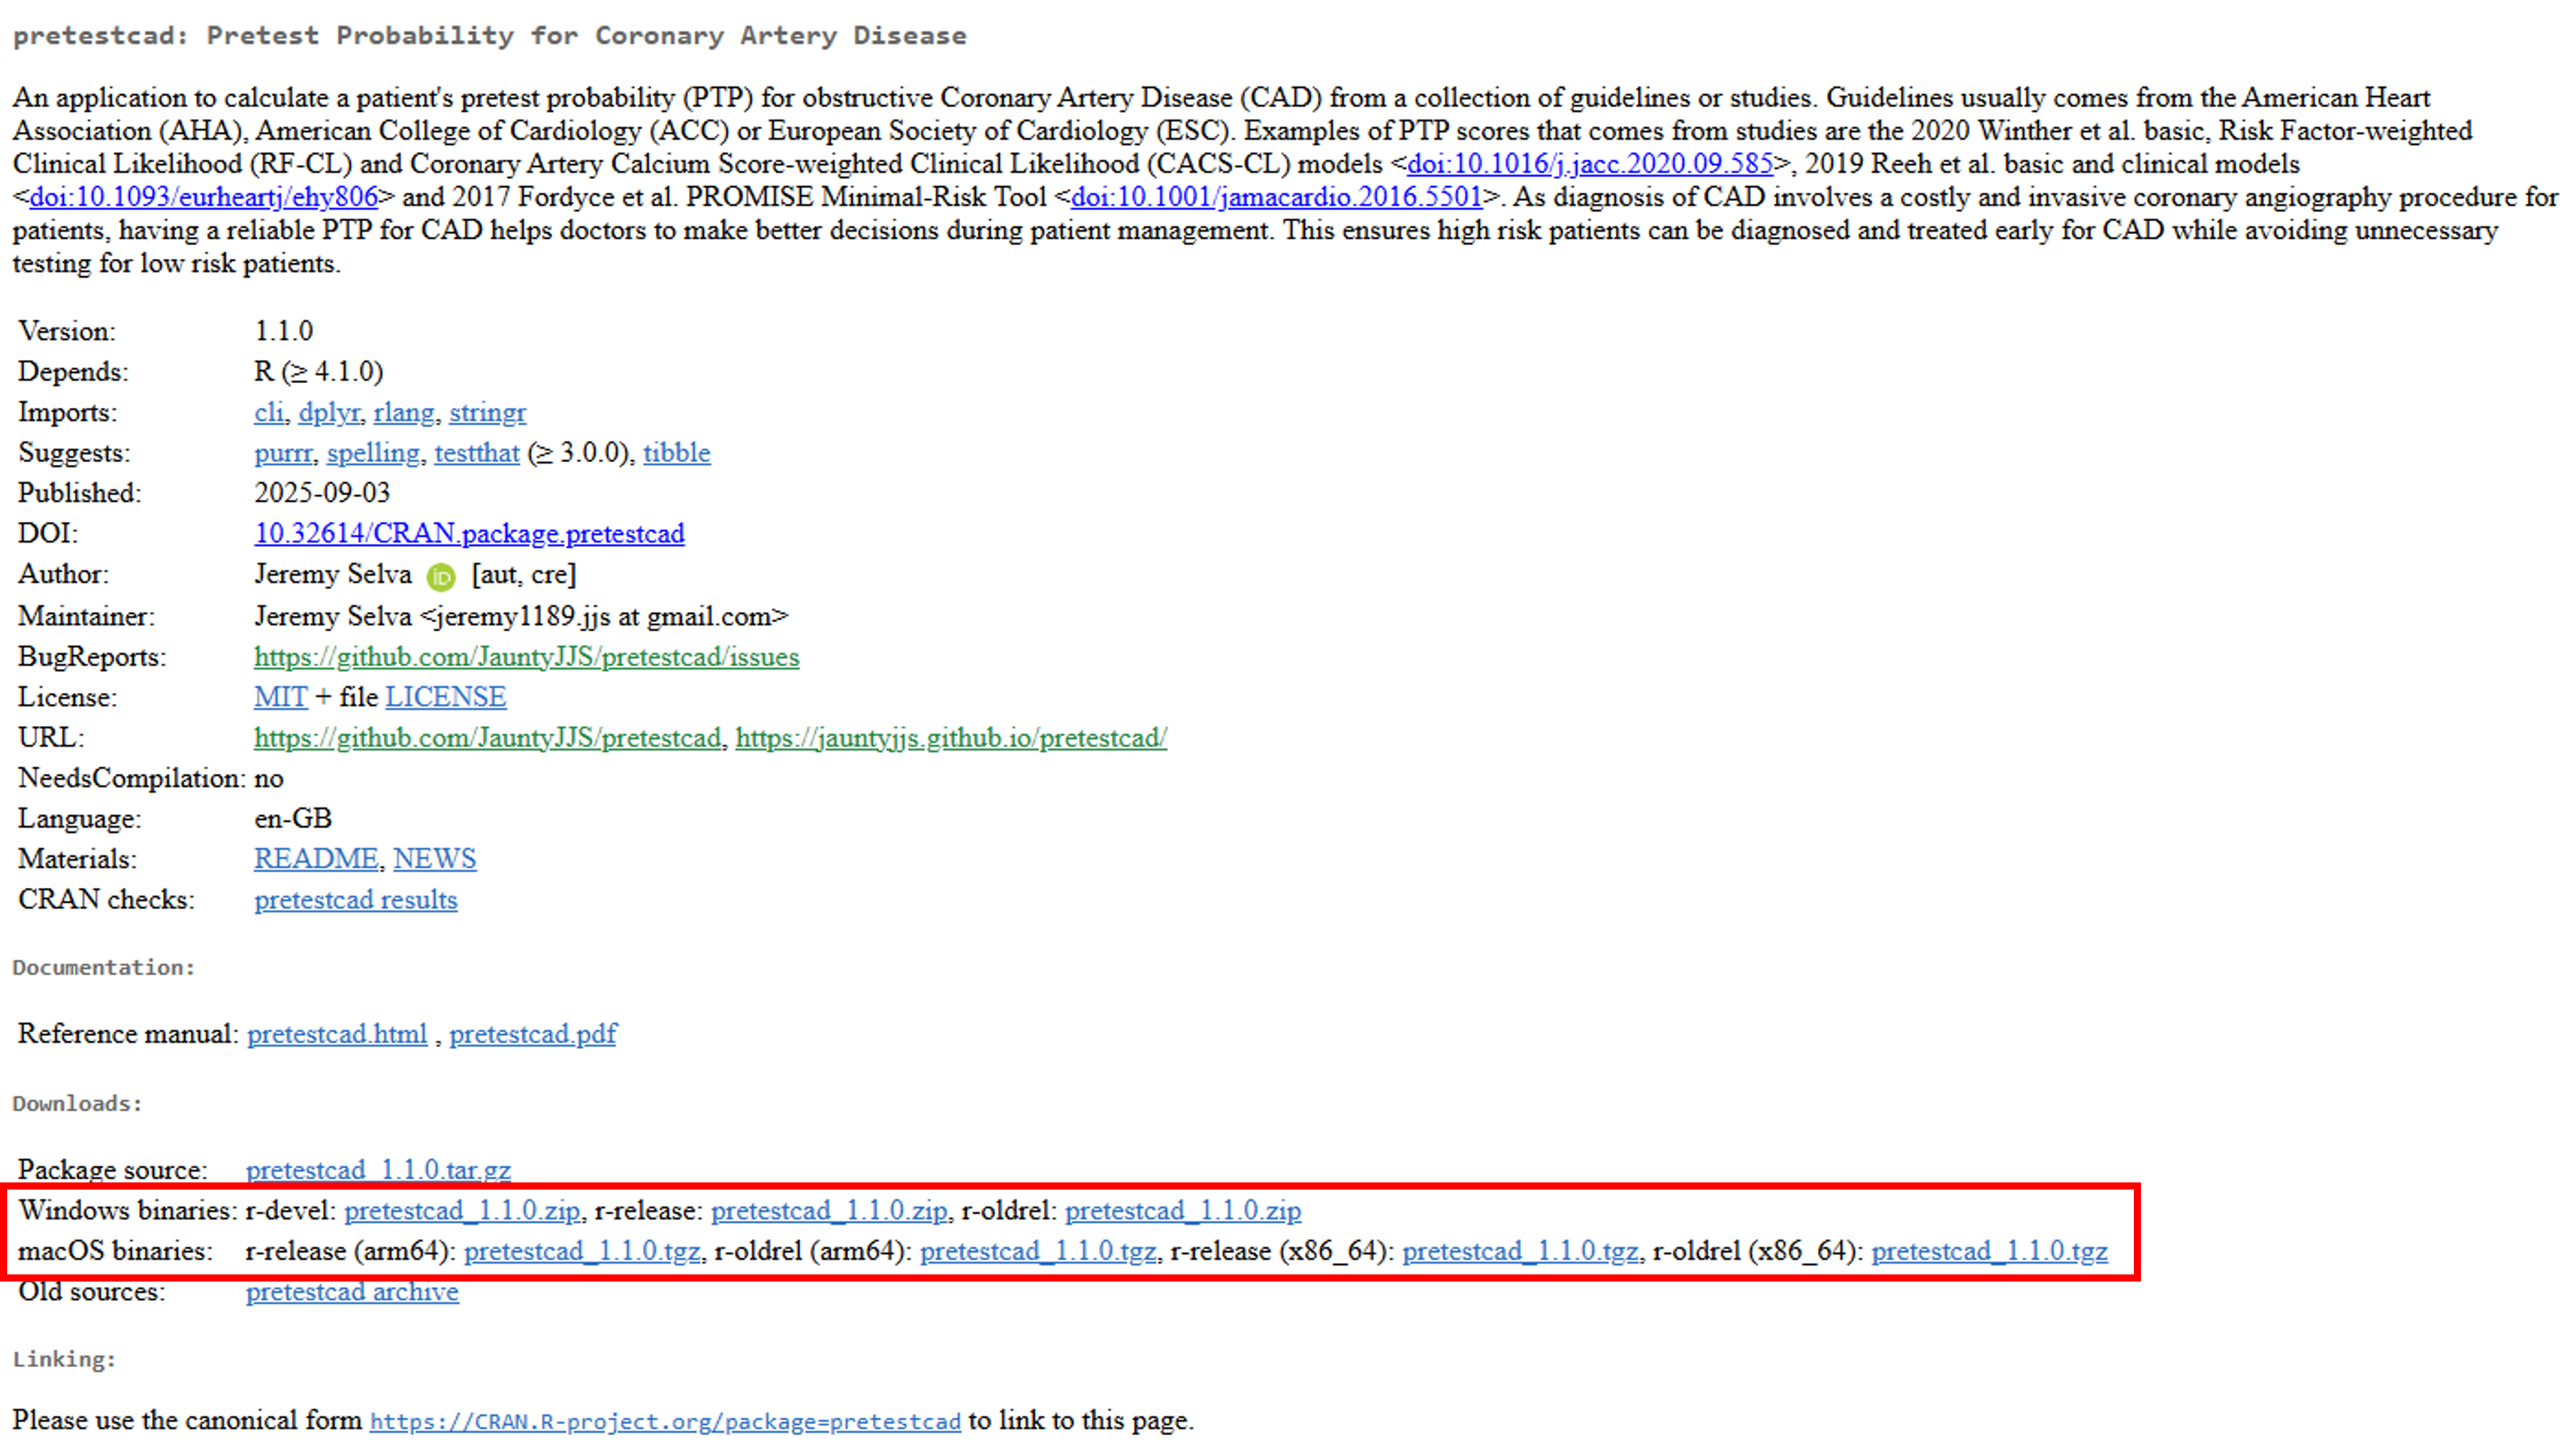 pretestcad: Pretest Probability for Coronary Artery Disease
An application to calculate a patient's pretest probability (PTP) for obstructive Coronary Artery Disease (CAD) from a collection of guidelines or studies. Guidelines usually comes from the American Heart
Association (AHA), American College of Cardiology (ACC) or European Society of Cardiology (ESC). Examples of PTP scores that comes from studies are the 2020 Winther et al. basic, Risk Factor-weighted
Clinical Likelihood (RF-CL) and Coronary Artery Calcium Score-weighted Clinical Likelihood (CACS-CL) models <doi:10.1016/j.jacc.2020.09.585>, 2019 Reeh et al. basic and clinical models
<doi:10.1093/eurheartj/ehy806> and 2017 Fordyce et al. PROMISE Minimal-Risk Tool <doi:10.1001/jamacardio.2016.5501>. As diagnosis of CAD involves a costly and invasive coronary angiography procedure for
patients, having a reliable PTP for CAD helps doctors to make better decisions during patient management. This ensures high risk patients can be diagnosed and treated early for CAD while avoiding unnecessary
testing for low risk patients.
Version: 1.1.0
Depends: R (≥ 4.1.0)
Imports: cli, dplyr, rlang, stringr
Suggests: purrr, spelling, testthat (≥ 3.0.0), tibble
Published: 2025-09-03
DOI: 10.32614/CRAN.package.pretestcad
Author: Jeremy Selva iD [aut, cre]
Maintainer: Jeremy Selva <jeremy1189.jjs at gmail.com>
BugReports: https://github.com/JauntyJJS/pretestcad/issues
License: MIT + file LICENSE
URL: https://github.com/JauntyJJS/pretestcad, https://jauntyjjs.github.io/pretestcad/
NeedsCompilation: no
Language: en-GB
Materials: README, NEWS
CRAN checks: pretestcad results
Documentation:
Reference manual: pretestcad.html , pretestcad.pdf
Downloads:
Package source: pretestcad_1.1.0.tar.gz
Windows binaries: r-devel: pretestcad_1.1.0.zip, r-release: pretestcad_1.1.0.zip, r-oldrel: pretestcad_1.1.0.zip
macOS binaries: r-release (arm64): pretestcad_1.1.0.tgz, r-oldrel (arm64): pretestcad_1.1.0.tgz, r-release (x86_64): pretestcad_1.1.0.tgz, r-oldrel (x86_64): pretestcad_1.1.0.tgz
Old sources: pretestcad archive
Linking:
Please use the canonical form https://CRAN.R-project.org/package=pretestcad to link to this page.